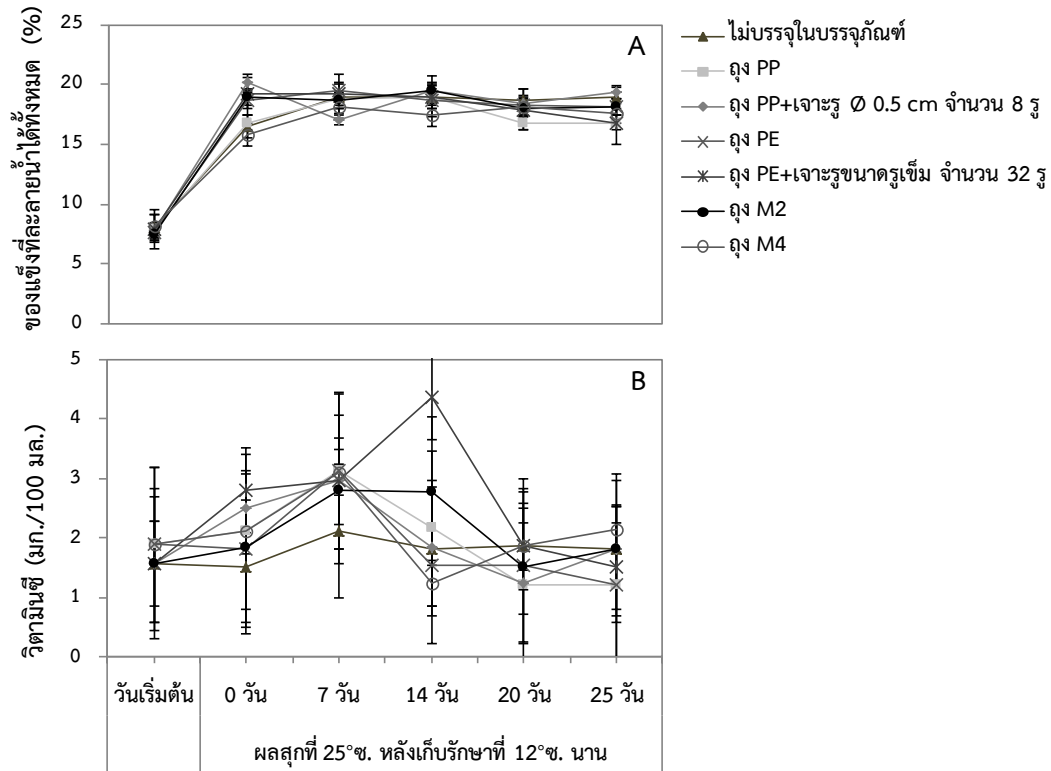 ของแข็งที่ละลายน้ำได้ทั้งหมด (%)
25
20
15
10
5
0
A
ไม่บรรจุในบรรจุภัณฑ์
ถุง PP
ถุง PP+เจาะรู Ø 0.5 cm จำนวน 8 รู
ถุง PE
ถุง PE+เจาะรูขนาดรูเข็ม จำนวน 32 รู
ถุง M2
ถุง M4
วิตามินซี (มก./100 มล.)
5
4
3
2
1
0
B
วันเริ่มต้น 0 วัน 7 วัน 14 วัน 20 วัน 25 วัน
ผลสุกที่ 25°ซ. หลังเก็บรักษาที่ 12°ซ. นาน